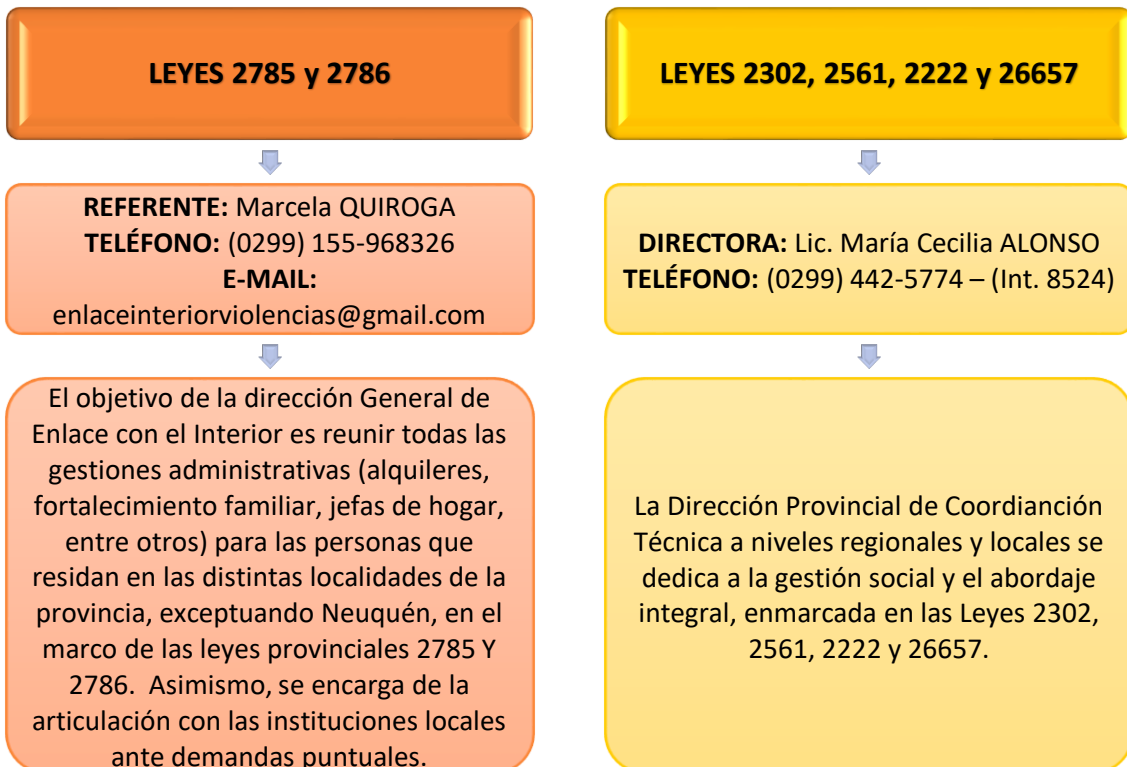 LEYES 2785 y 2786
REFERENTE: Marcela QUIROGA
TELÉFONO: (0299) 155-968326
E-MAIL:
enlaceinteriorviolencias@gmail.com
El objetivo de la dirección General de
Enlace con el Interior es reunir todas las
gestiones administrativas (alquileres,
fortalecimiento familiar, jefas de hogar,
entre otros) para las personas que
residan en las distintas localidades de la
provincia, exceptuando Neuquén, en el
marco de las leyes provinciales 2785 Y
2786.  Asimismo, se encarga de la
articulación con las instituciones locales
ante demandas puntuales.
LEYES 2302, 2561, 2222 y 26657
DIRECTORA: Lic. María Cecilia ALONSO
TELÉFONO: (0299) 442-5774 – (Int. 8524)
La Dirección Provincial de Coordianción
Técnica a niveles regionales y locales se
dedica a la gestión social y el abordaje
integral, enmarcada en las Leyes 2302,
2561, 2222 y 26657.